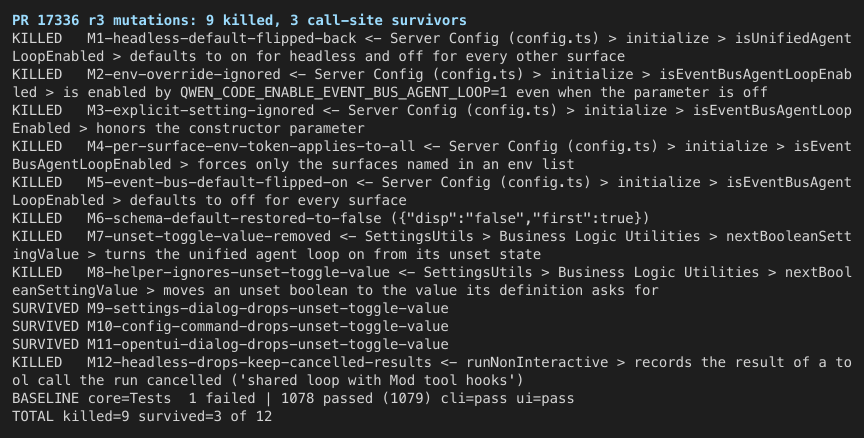 PR 17336 r3 mutations: 9 killed, 3 call-site survivors
KILLED   M1-headless-default-flipped-back <- Server Config (config.ts) > initialize > isUnifiedAgent
LoopEnabled > defaults to on for headless and off for every other surface
KILLED   M2-env-override-ignored <- Server Config (config.ts) > initialize > isEventBusAgentLoopEnab
led > is enabled by QWEN_CODE_ENABLE_EVENT_BUS_AGENT_LOOP=1 even when the parameter is off
KILLED   M3-explicit-setting-ignored <- Server Config (config.ts) > initialize > isEventBusAgentLoop
Enabled > honors the constructor parameter
KILLED   M4-per-surface-env-token-applies-to-all <- Server Config (config.ts) > initialize > isEvent
BusAgentLoopEnabled > forces only the surfaces named in an env list
KILLED   M5-event-bus-default-flipped-on <- Server Config (config.ts) > initialize > isEventBusAgent
LoopEnabled > defaults to off for every surface
KILLED   M6-schema-default-restored-to-false ({"disp":"false","first":true})
KILLED   M7-unset-toggle-value-removed <- SettingsUtils > Business Logic Utilities > nextBooleanSett
ingValue > turns the unified agent loop on from its unset state
KILLED   M8-helper-ignores-unset-toggle-value <- SettingsUtils > Business Logic Utilities > nextBool
eanSettingValue > moves an unset boolean to the value its definition asks for
SURVIVED M9-settings-dialog-drops-unset-toggle-value
SURVIVED M10-config-command-drops-unset-toggle-value
SURVIVED M11-opentui-dialog-drops-unset-toggle-value
KILLED   M12-headless-drops-keep-cancelled-results <- runNonInteractive > records the result of a to
ol call the run cancelled ('shared loop with Mod tool hooks')
BASELINE core=Tests  1 failed | 1078 passed (1079) cli=pass ui=pass
TOTAL killed=9 survived=3 of 12